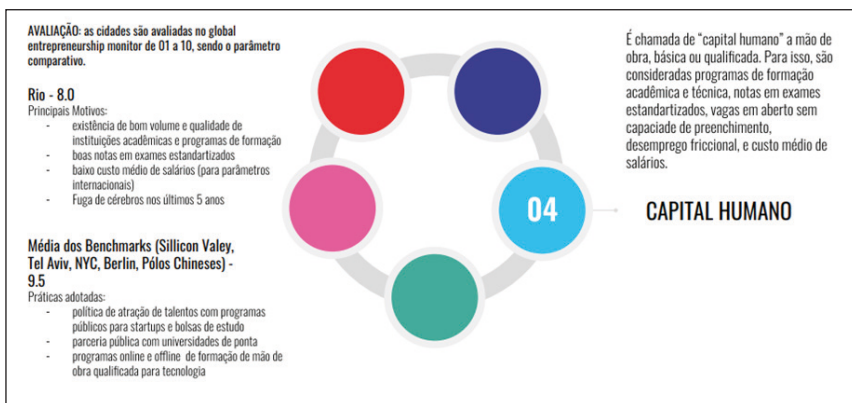 AVALIAÇÃO: as cidades são avaliadas no global
entrepreneurship monitor de 01 a 10, sendo o parâmetro
comparativo.
Rio - 8.0
Principais Motivos:
- existência de bom volume e qualidade de
instituições acadêmicas e programas de formação
- boas notas em exames estandartizados
- baixo custo médio de salários (para parâmetros
internacionais)
- Fuga de cérebros nos últimos 5 anos
Média dos Benchmarks (Sillicon Valey,
Tel Aviv, NYC, Berlin, Pólos Chineses) -
9.5
Práticas adotadas:
- política de atração de talentos com programas
públicos para startups e bolsas de estudo
- parceria pública com universidades de ponta
- programas online e offline de formação de mão de
obra qualificada para tecnologia
04
É chamada de “capital humano” a mão de
obra, básica ou qualificada. Para isso, são
consideradas programas de formação
acadêmica e técnica, notas em exames
estandartizados, vagas em aberto sem
capaciade de preenchimento,
desemprego friccional, e custo médio de
salários.
CAPITAL HUMANO